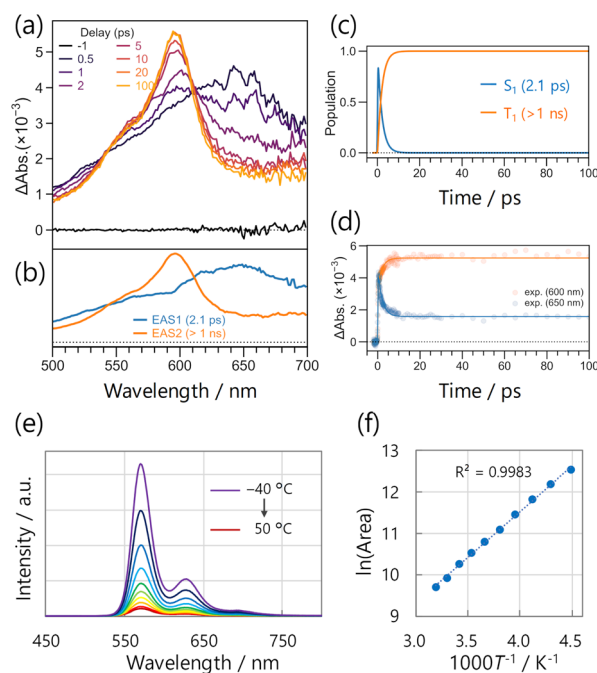 (a)
Delay (ps)
-1
0.5
1
2
5
10
20
100
5
4
3
2
1
0
ΔAbs.(×10⁻³)
(b)
EAS1 (2.1 ps)
EAS2 (> 1 ns)
500 550 600 650 700
Wavelength / nm
(c)
1.0
0.5
0.0
Population
S₁ (2.1 ps)
T₁ (>1 ns)
0 20 40 60 80 100
Time / ps
(d)
6
4
2
0
ΔAbs. (×10⁻³)
exp. (600 nm)
exp. (650 nm)
0 20 40 60 80 100
Time / ps
(e)
Intensity / a.u.
−40 °C
50 °C
450 550 650 750
Wavelength / nm
(f)
13
12
11
10
9
ln(Area)
R² = 0.9983
3.0 3.5 4.0 4.5
1000T⁻¹ / K⁻¹